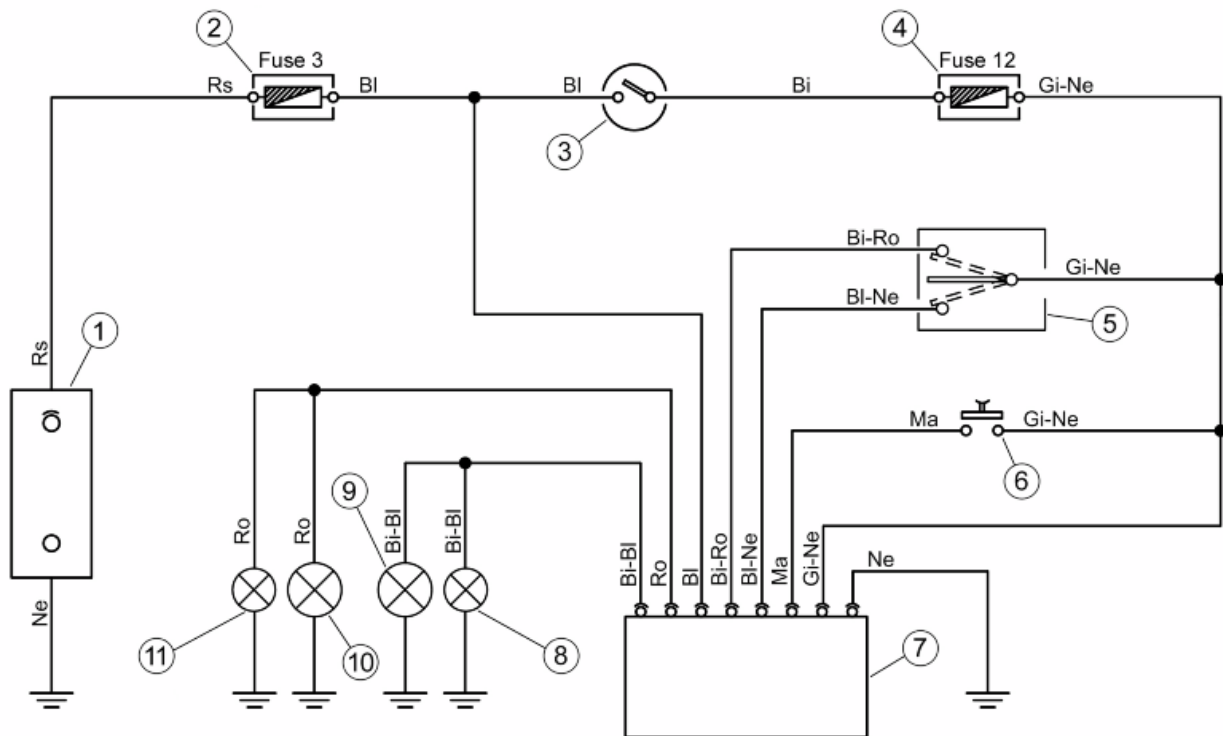 2
4
Fuse 3
Fuse 12
Rs
Bl
Bl
Bi
Gi-Ne
3
Bi-Ro
Gi-Ne
Bl-Ne
5
1
Rs
Ma
Gi-Ne
6
9
Ro
Ro
Bi-Bl
Bi-Bl
Bi-Bl
Ro
Bl
Bi-Ro
Bl-Ne
Ma
Gi-Ne
Ne
Ne
11
10
8
7